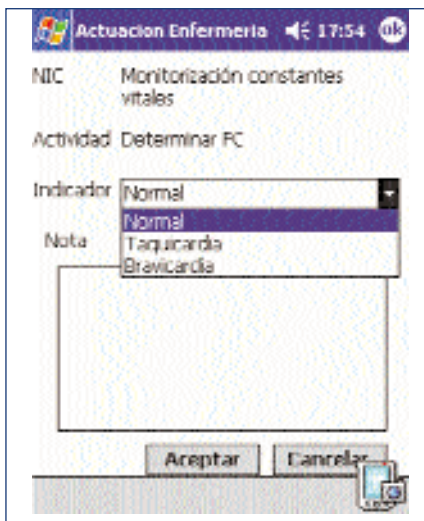 Actuacion Enfermeria 17:54 ok
NIC Monitorización constantes
vitales
Actividad Determinar FC
Indicador Normal
Normal
Nota Taquicardia
Bravicardia
Aceptar Cancelar